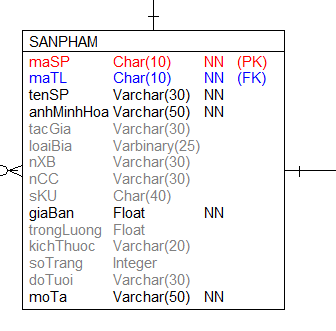 SANPHAM
maSP Char(10) NN (PK)
maTL Char(10) NN (FK)
tenSP Varchar(30) NN
anhMinhHoa Varchar(50) NN
tacGia Varchar(30)
loaiBia Varbinary(25)
nXB Varchar(30)
nCC Varchar(30)
sKU Char(40)
giaBan Float NN
trongLuong Float
kichThuoc Varchar(20)
soTrang Integer
doTuoi Varchar(30)
moTa Varchar(50) NN